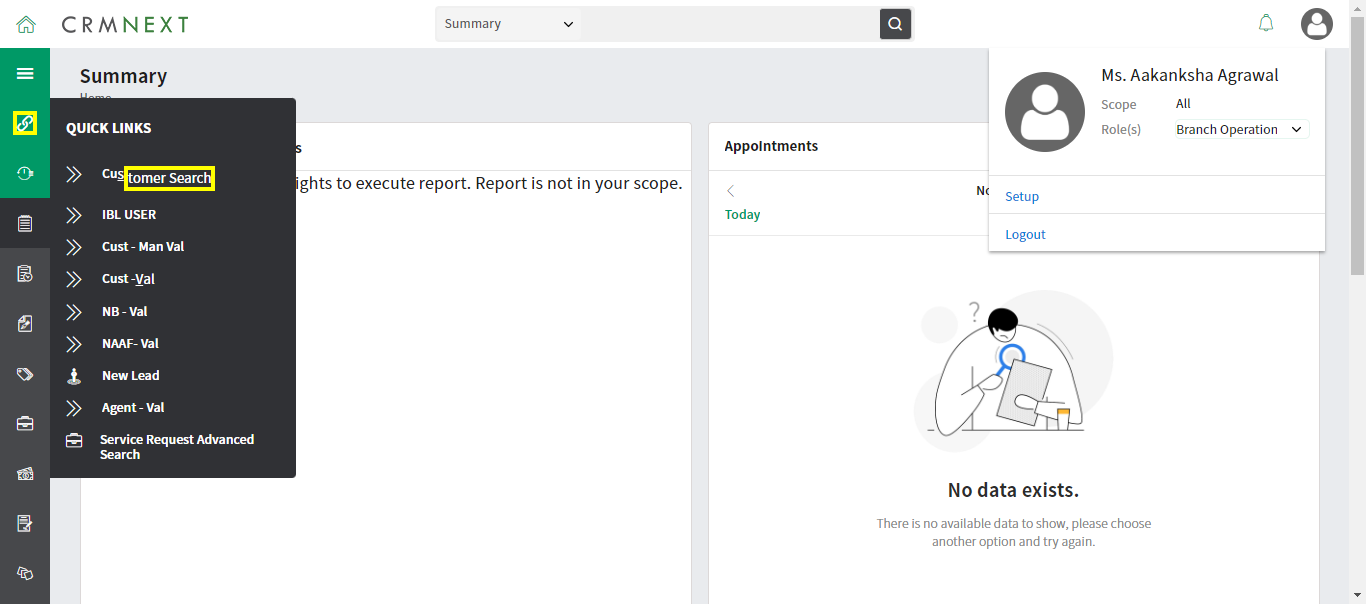 CRMNEXT
Summary
Summary
Home
QUICK LINKS
Customer Search
IBL USER
Cust - Man Val
Cust -Val
NB - Val
NAAF- Val
New Lead
Agent - Val
Service Request Advanced
Search
s
ights to execute report. Report is not in your scope.
Appointments
No
Today
Ms. Aakanksha Agrawal
Scope All
Role(s) Branch Operation
Setup
Logout
?
No data exists.
There is no available data to show, please choose
another option and try again.